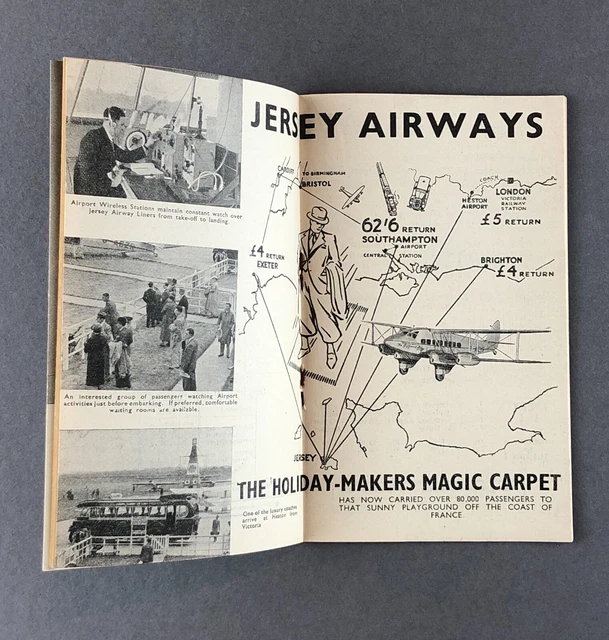 Airport Wireless Stations maintain constant watch over
Jersey Airway Liners from take-off to landing.
An interested group of passengers watching Airport
activities just before embarking. If preferred, comfortable
waiting rooms are available.
One of the luxury coaches
arrive at Heston from
Victoria
JERSEY AIRWAYS
CARDIFF
TO BIRMINGHAM
BRISTOL
62'6 RETURN
SOUTHAMPTON
AIRPORT
CENTRAL STATION
COACH
HESTON
AIRPORT
LONDON
VICTORIA
RAILWAY
STATION
£5 RETURN
£4 RETURN
EXETER
BRIGHTON
£4 RETURN
JERSEY
THE HOLIDAY-MAKERS MAGIC CARPET
HAS NOW CARRIED OVER 80,000 PASSENGERS TO
THAT SUNNY PLAYGROUND OFF THE COAST OF
FRANCE